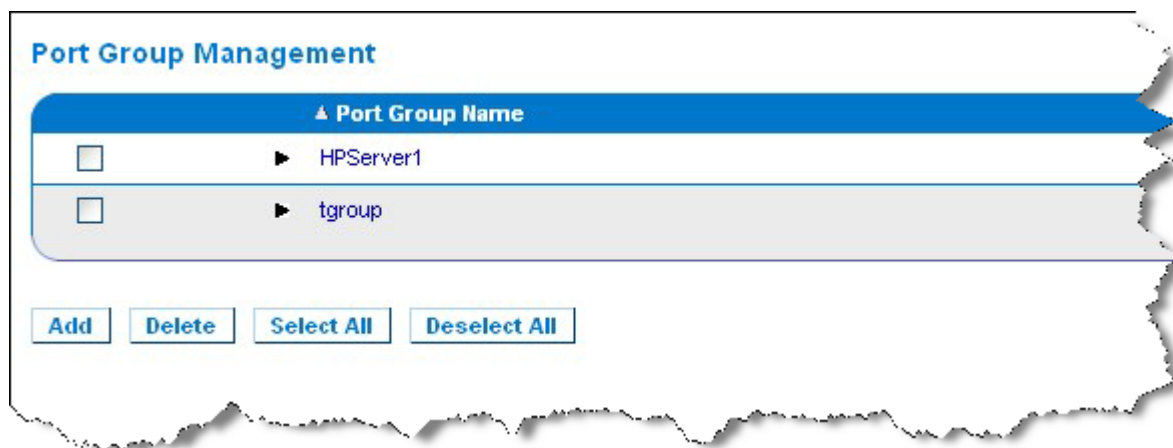 Port Group Management
Port Group Name
HPServer1
tgroup
Add Delete Select All Deselect All